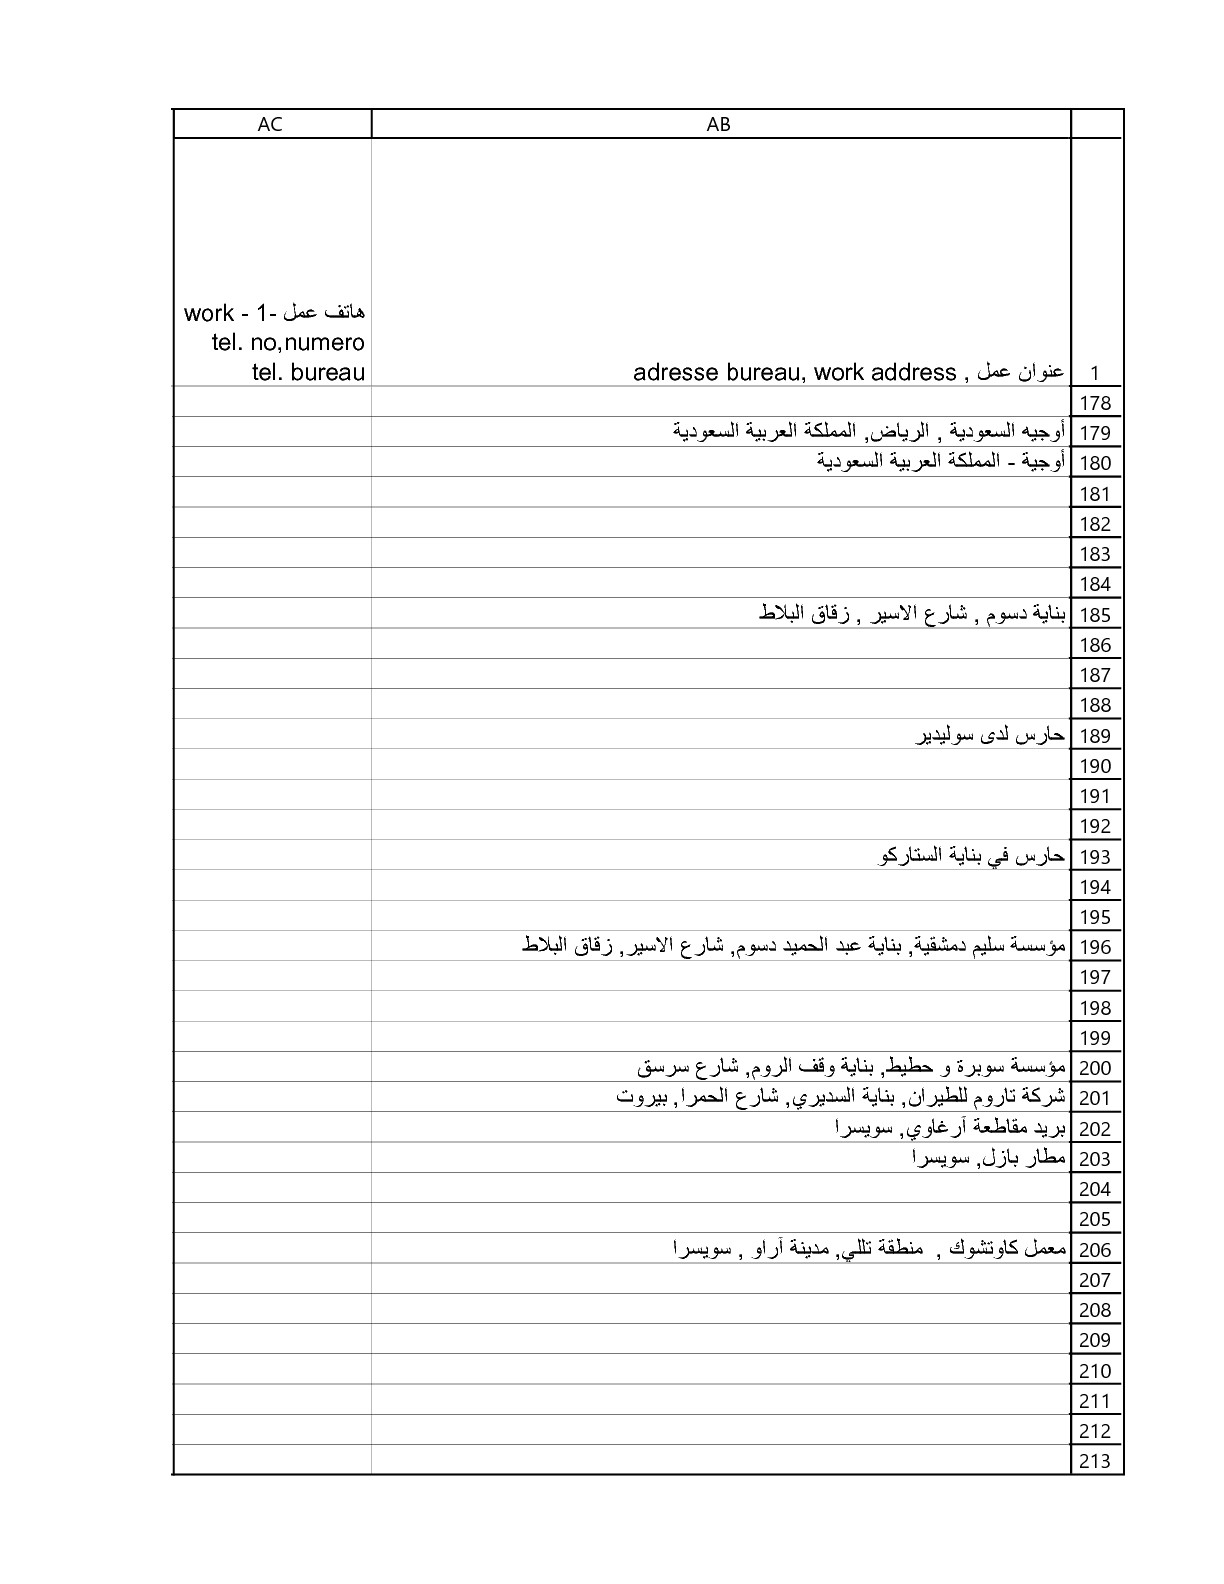 AB AC
1 عنوان عمل , adresse bureau, work address هاتف عمل -1 - work
tel. no,numero
tel. bureau
178
179 أوجيه السعودية , الرياض, المملكة العربية السعودية
180 أوجية - المملكة العربية السعودية
181
182
183
184
185 بناية دسوم , شارع الاسير , زقاق البلاط
186
187
188
189 حارس لدى سوليدير
190
191
192
193 حارس في بناية الستاركو
194
195
196 مؤسسة سليم دمشقية, بناية عبد الحميد دسوم, شارع الاسير, زقاق البلاط
197
198
199
200 مؤسسة سوبرة و حطيط, بناية وقف الروم, شارع سرسق
201 شركة تاروم للطيران, بناية السديري, شارع الحمرا, بيروت
202 بريد مقاطعة آرغاوي, سويسرا
203 مطار بازل, سويسرا
204
205
206 معمل كاوتشوك , منطقة تللي, مدينة آراو , سويسرا
207
208
209
210
211
212
213